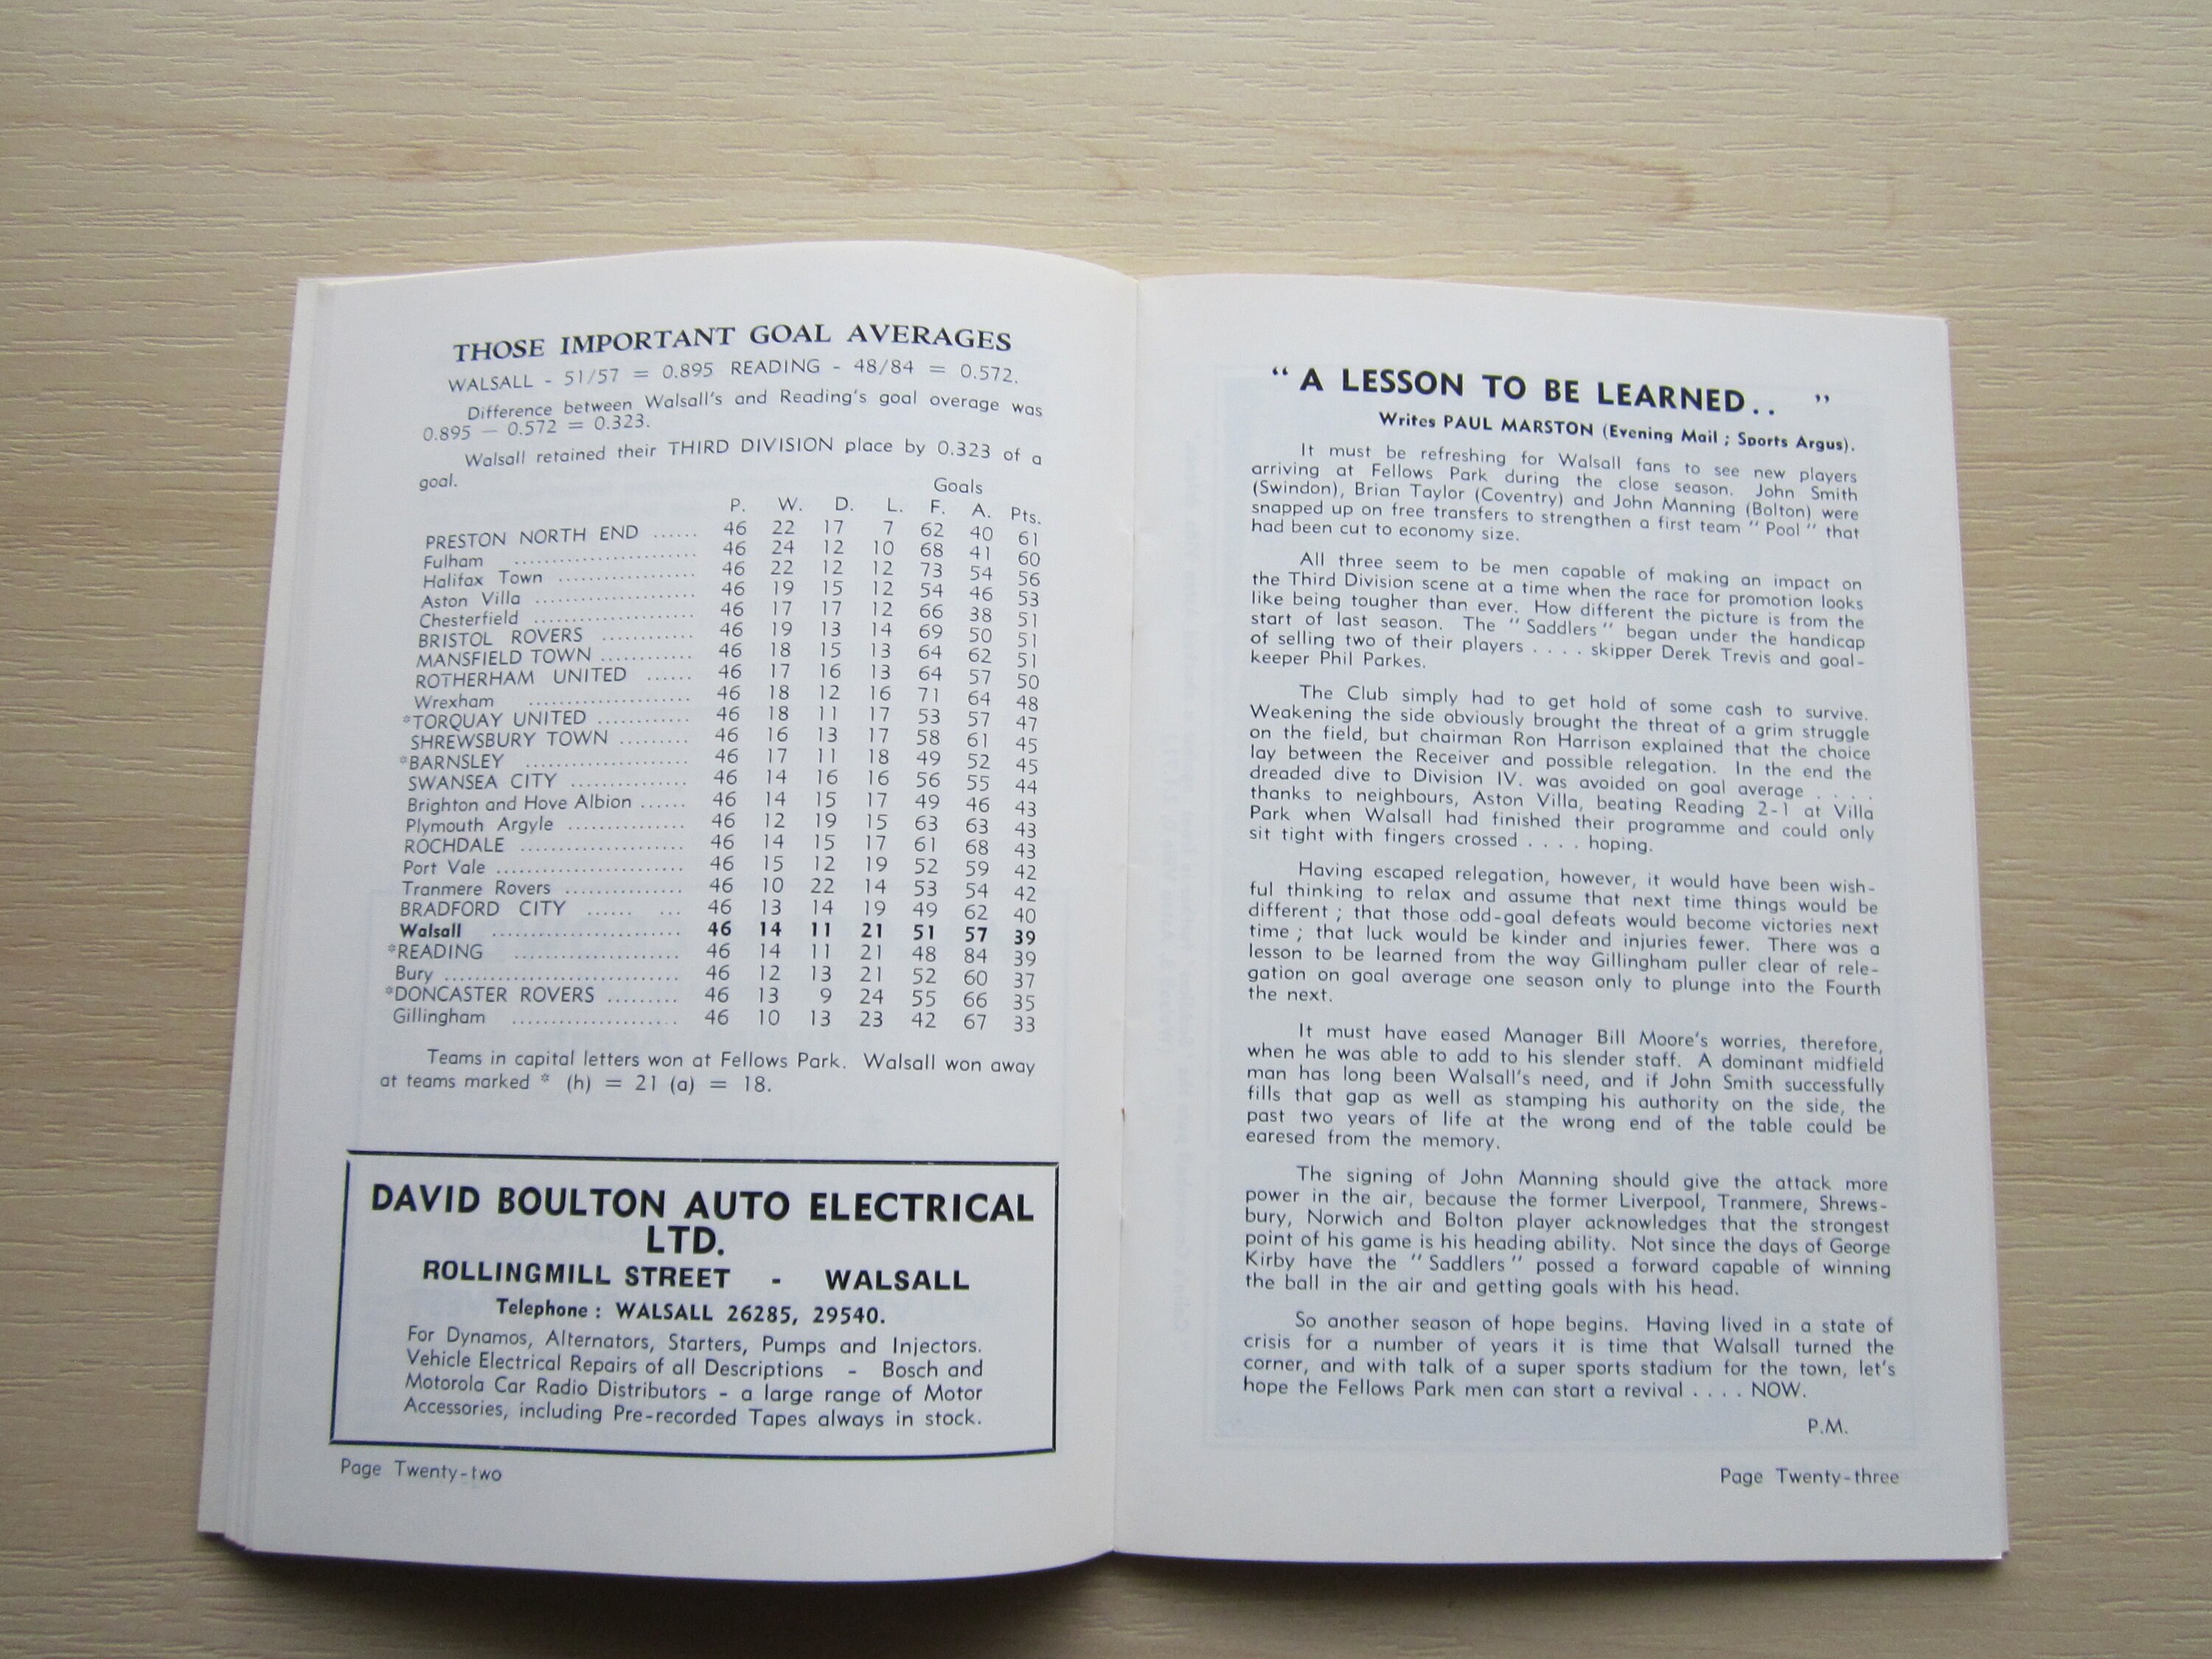 THOSE IMPORTANT GOAL AVERAGES
WALSALL - 51/57 = 0.895 READING - 48/84 = 0.572.
Difference between Walsall's and Reading's goal overage was
0.895 — 0.572 = 0.323.
Walsall retained their THIRD DIVISION place by 0.323 of a
goal.
Goals
P. W. D. L. F. A. Pts.
PRESTON NORTH END ...... 46 22 17 7 62 40 61
Fulham ........................ 46 24 12 10 68 41 60
Halifax Town .................. 46 22 12 12 73 54 56
Aston Villa ..................... 46 19 15 12 54 46 53
Chesterfield ..................... 46 17 17 12 66 38 51
BRISTOL ROVERS ............ 46 19 13 14 69 50 51
MANSFIELD TOWN ............ 46 18 15 13 64 62 51
ROTHERHAM UNITED ...... 46 17 16 13 64 57 50
Wrexham ..................... 46 18 12 16 71 64 48
*TORQUAY UNITED ............ 46 18 11 17 53 57 47
SHREWSBURY TOWN ......... 46 16 13 17 58 61 45
*BARNSLEY ..................... 46 17 11 18 49 52 45
SWANSEA CITY ............... 46 14 16 16 56 55 44
Brighton and Hove Albion ...... 46 14 15 17 49 46 43
Plymouth Argyle ............... 46 12 19 15 63 63 43
ROCHDALE ..................... 46 14 15 17 61 68 43
Port Vale ........................ 46 15 12 19 52 59 42
Tranmere Rovers ............... 46 10 22 14 53 54 42
BRADFORD CITY ...... ... 46 13 14 19 49 62 40
Walsall ........................ 46 14 11 21 51 57 39
*READING ..................... 46 14 11 21 48 84 39
Bury .............................. 46 12 13 21 52 60 37
*DONCASTER ROVERS ......... 46 13 9 24 55 66 35
Gillingham ..................... 46 10 13 23 42 67 33
Teams in capital letters won at Fellows Park. Walsall won away
at teams marked * (h) = 21 (a) = 18.
DAVID BOULTON AUTO ELECTRICAL
LTD.
ROLLINGMILL STREET - WALSALL
Telephone : WALSALL 26285, 29540.
For Dynamos, Alternators, Starters, Pumps and Injectors.
Vehicle Electrical Repairs of all Descriptions - Bosch and
Motorola Car Radio Distributors - a large range of Motor
Accessories, including Pre-recorded Tapes always in stock.
Page Twenty-two
" A LESSON TO BE LEARNED.. "
Writes PAUL MARSTON (Evening Mail ; Sports Argus).
It must be refreshing for Walsall fans to see new players
arriving at Fellows Park during the close season. John Smith
(Swindon), Brian Taylor (Coventry) and John Manning (Bolton) were
snapped up on free transfers to strengthen a first team " Pool " that
had been cut to economy size.
All three seem to be men capable of making an impact on
the Third Division scene at a time when the race for promotion looks
like being tougher than ever. How different the picture is from the
start of last season. The " Saddlers " began under the handicap
of selling two of their players . . . . skipper Derek Trevis and goal-
keeper Phil Parkes.
The Club simply had to get hold of some cash to survive.
Weakening the side obviously brought the threat of a grim struggle
on the field, but chairman Ron Harrison explained that the choice
lay between the Receiver and possible relegation. In the end the
dreaded dive to Division IV. was avoided on goal average . . . .
thanks to neighbours, Aston Villa, beating Reading 2-1 at Villa
Park when Walsall had finished their programme and could only
sit tight with fingers crossed . . . . hoping.
Having escaped relegation, however, it would have been wish-
ful thinking to relax and assume that next time things would be
different ; that those odd-goal defeats would become victories next
time ; that luck would be kinder and injuries fewer. There was a
lesson to be learned from the way Gillingham puller clear of rele-
gation on goal average one season only to plunge into the Fourth
the next.
It must have eased Manager Bill Moore's worries, therefore,
when he was able to add to his slender staff. A dominant midfield
man has long been Walsall's need, and if John Smith successfully
fills that gap as well as stamping his authority on the side, the
past two years of life at the wrong end of the table could be
earesed from the memory.
The signing of John Manning should give the attack more
power in the air, because the former Liverpool, Tranmere, Shrews-
bury, Norwich and Bolton player acknowledges that the strongest
point of his game is his heading ability. Not since the days of George
Kirby have the " Saddlers " possed a forward capable of winning
the ball in the air and getting goals with his head.
So another season of hope begins. Having lived in a state of
crisis for a number of years it is time that Walsall turned the
corner, and with talk of a super sports stadium for the town, let's
hope the Fellows Park men can start a revival . . . . NOW.
P.M.
Page Twenty-three